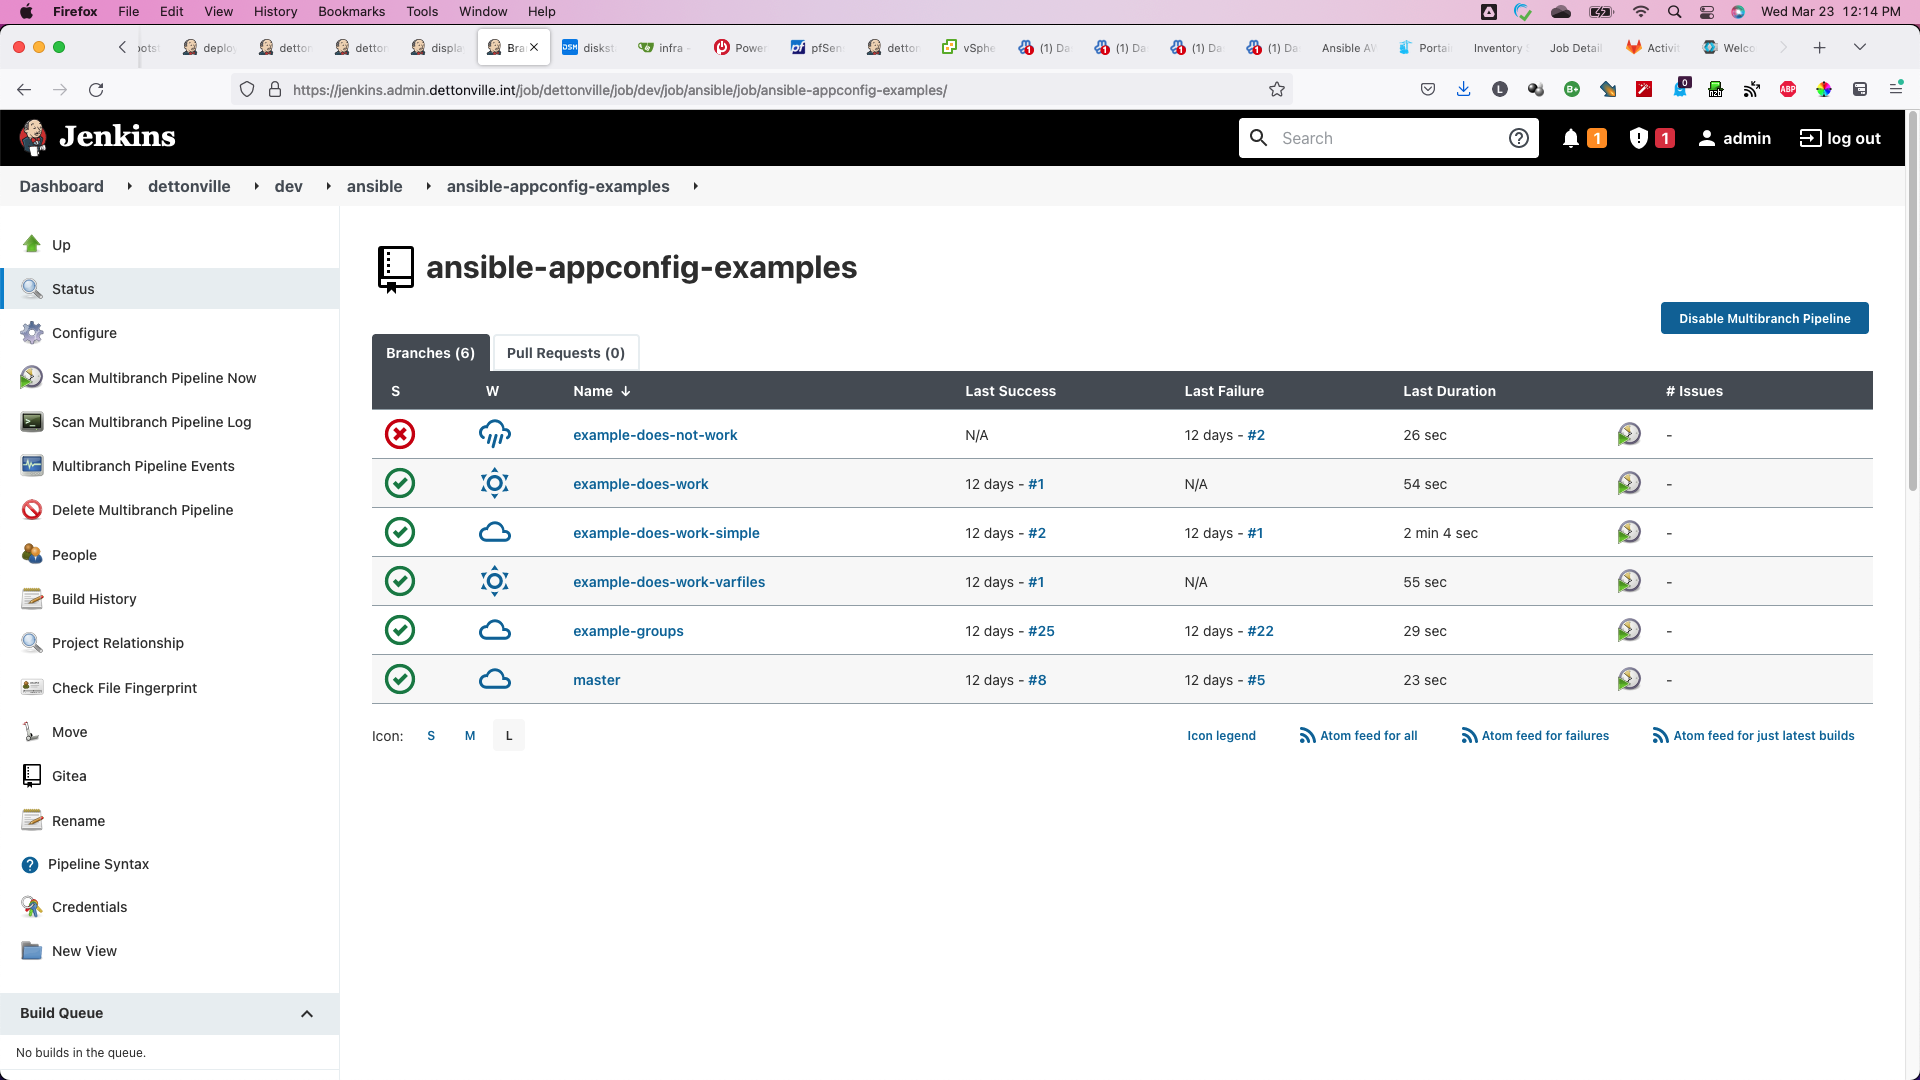 Firefox File Edit View History Bookmarks Tools Window Help Wed Mar 23 12:14 PM
deplo detton detton displa Bra diskst infra - Power pfSen detton vSphe (1) Da (1) Da (1) Da (1) Da Ansible AW Portai Inventory Job Detail Activit Welco
https://jenkins.admin.dettonville.int/job/dettonville/job/dev/job/ansible/job/ansible-appconfig-examples/
Jenkins Search 1 1 admin log out
Dashboard dettonville dev ansible ansible-appconfig-examples
Up
Status
Configure
Scan Multibranch Pipeline Now
Scan Multibranch Pipeline Log
Multibranch Pipeline Events
Delete Multibranch Pipeline
People
Build History
Project Relationship
Check File Fingerprint
Move
Gitea
Rename
Pipeline Syntax
Credentials
New View
Build Queue
No builds in the queue.
ansible-appconfig-examples
Disable Multibranch Pipeline
Branches (6) Pull Requests (0)
S W Name ↓ Last Success Last Failure Last Duration # Issues
example-does-not-work N/A 12 days - #2 26 sec -
example-does-work 12 days - #1 N/A 54 sec -
example-does-work-simple 12 days - #2 12 days - #1 2 min 4 sec -
example-does-work-varfiles 12 days - #1 N/A 55 sec -
example-groups 12 days - #25 12 days - #22 29 sec -
master 12 days - #8 12 days - #5 23 sec -
Icon: S M L Icon legend Atom feed for all Atom feed for failures Atom feed for just latest builds